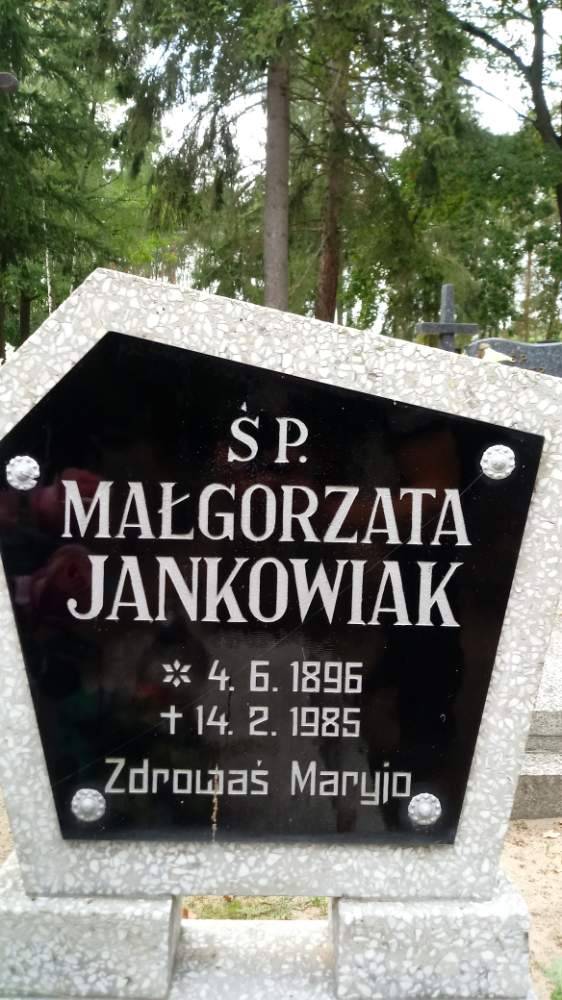 Ś P.
MAŁGORZATA
JANKOWIAK
* 4. 6. 1896
† 14. 2. 1985
Zdrowaś Maryjo